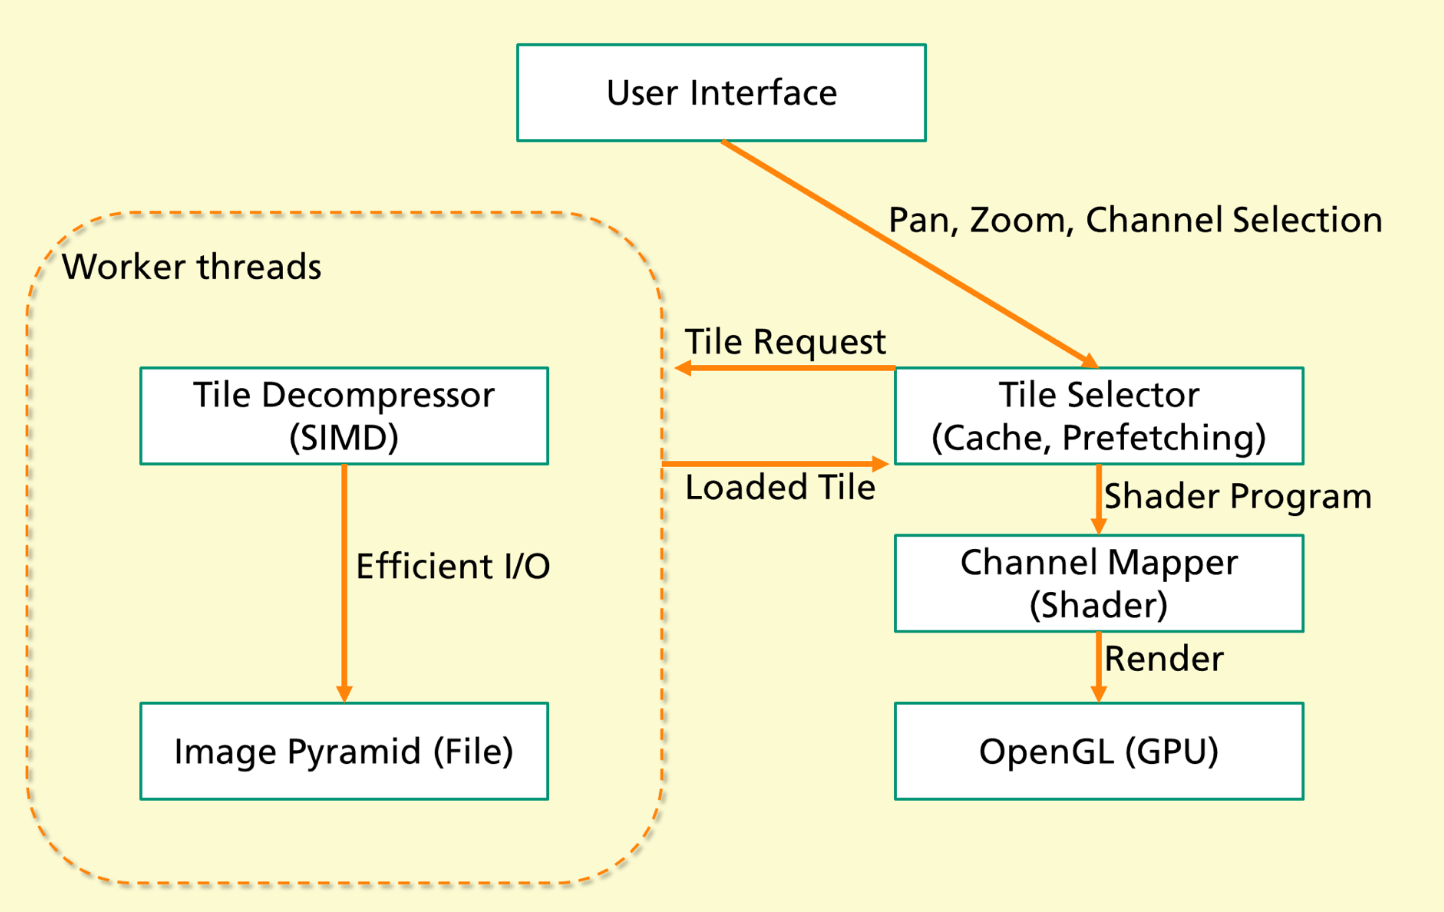 User Interface
Pan, Zoom, Channel Selection
Worker threads
Tile Request
Tile Decompressor
(SIMD)
Tile Selector
(Cache, Prefetching)
Loaded Tile
Shader Program
Efficient I/O
Channel Mapper
(Shader)
Render
Image Pyramid (File)
OpenGL (GPU)